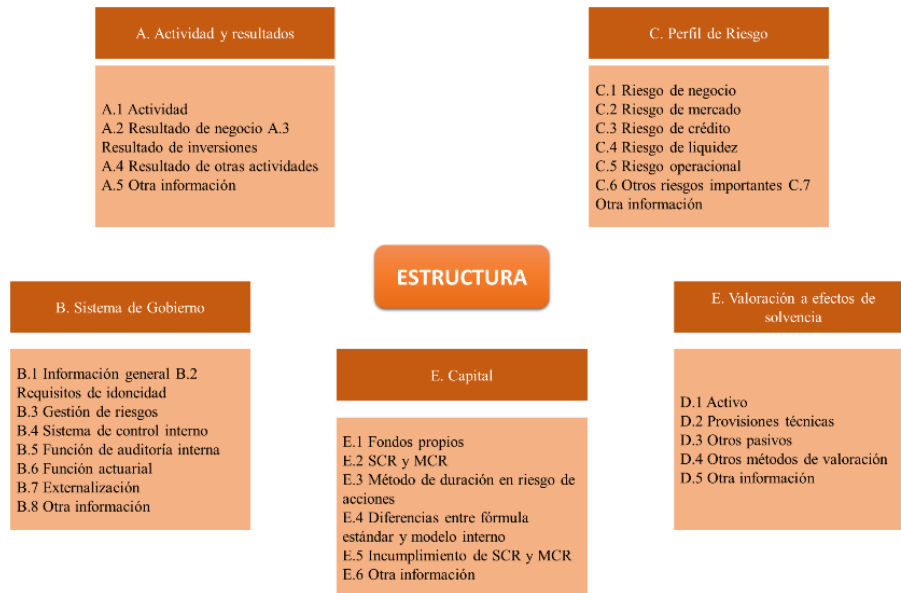 A. Actividad y resultados
A.1 Actividad
A.2 Resultado de negocio A.3
Resultado de inversiones
A.4 Resultado de otras actividades
A.5 Otra información
C. Perfil de Riesgo
C.1 Riesgo de negocio
C.2 Riesgo de mercado
C.3 Riesgo de crédito
C.4 Riesgo de liquidez
C.5 Riesgo operacional
C.6 Otros riesgos importantes C.7
Otra información
ESTRUCTURA
B. Sistema de Gobierno
B.1 Información general B.2
Requisitos de idoneidad
B.3 Gestión de riesgos
B.4 Sistema de control interno
B.5 Función de auditoría interna
B.6 Función actuarial
B.7 Externalización
B.8 Otra información
E. Capital
E.1 Fondos propios
E.2 SCR y MCR
E.3 Método de duración en riesgo de
acciones
E.4 Diferencias entre fórmula
estándar y modelo interno
E.5 Incumplimiento de SCR y MCR
E.6 Otra información
E. Valoración a efectos de
solvencia
D.1 Activo
D.2 Provisiones técnicas
D.3 Otros pasivos
D.4 Otros métodos de valoración
D.5 Otra información